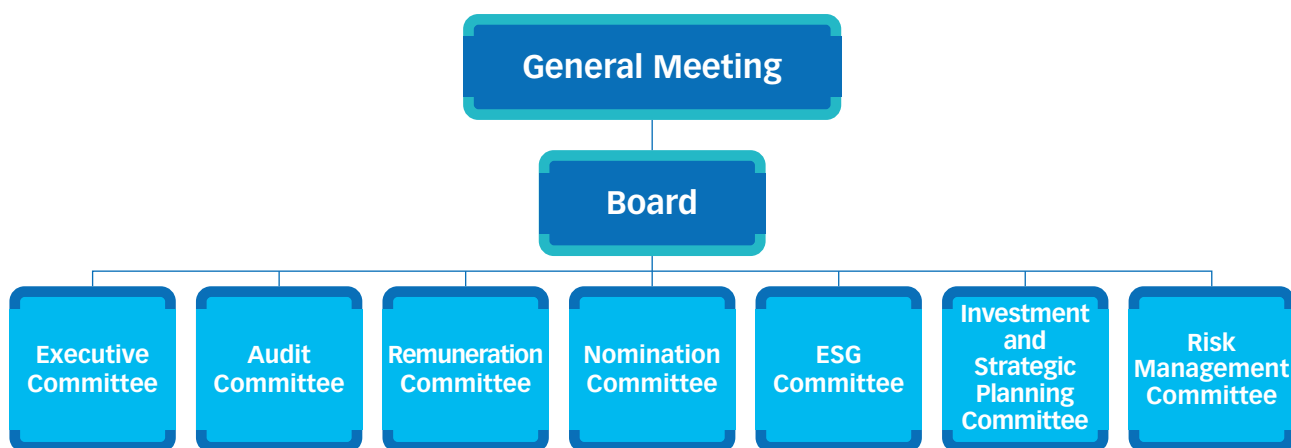 General Meeting
Board
Executive
Committee
Audit
Committee
Remuneration
Committee
Nomination
Committee
ESG
Committee
Investment
and
Strategic
Planning
Committee
Risk
Management
Committee